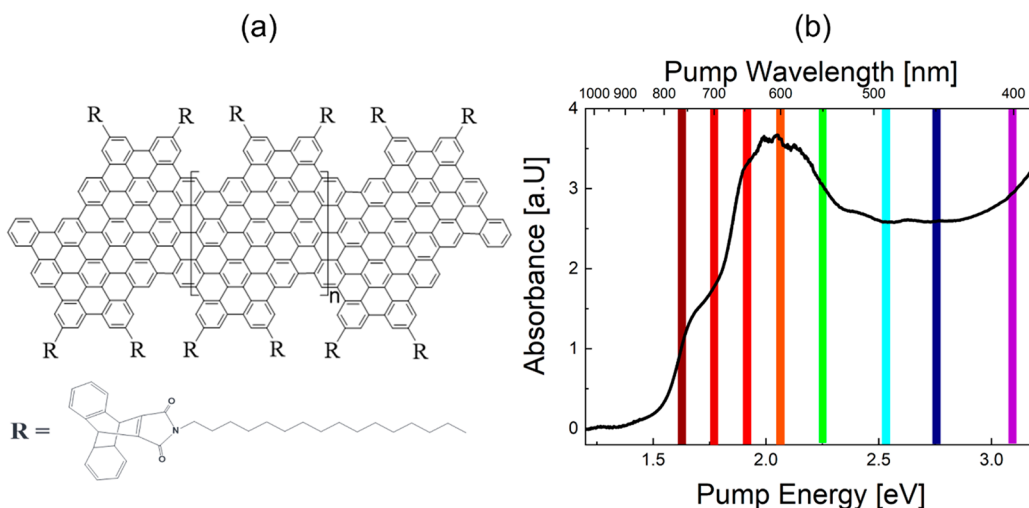 (a)
R R R R R R
n
R R R R R R
R =
O
N
O
(b)
Pump Wavelength [nm]
1000 900 800 700 600 500 400
4
3
2
1
0
Absorbance [a.U]
1.5 2.0 2.5 3.0
Pump Energy [eV]